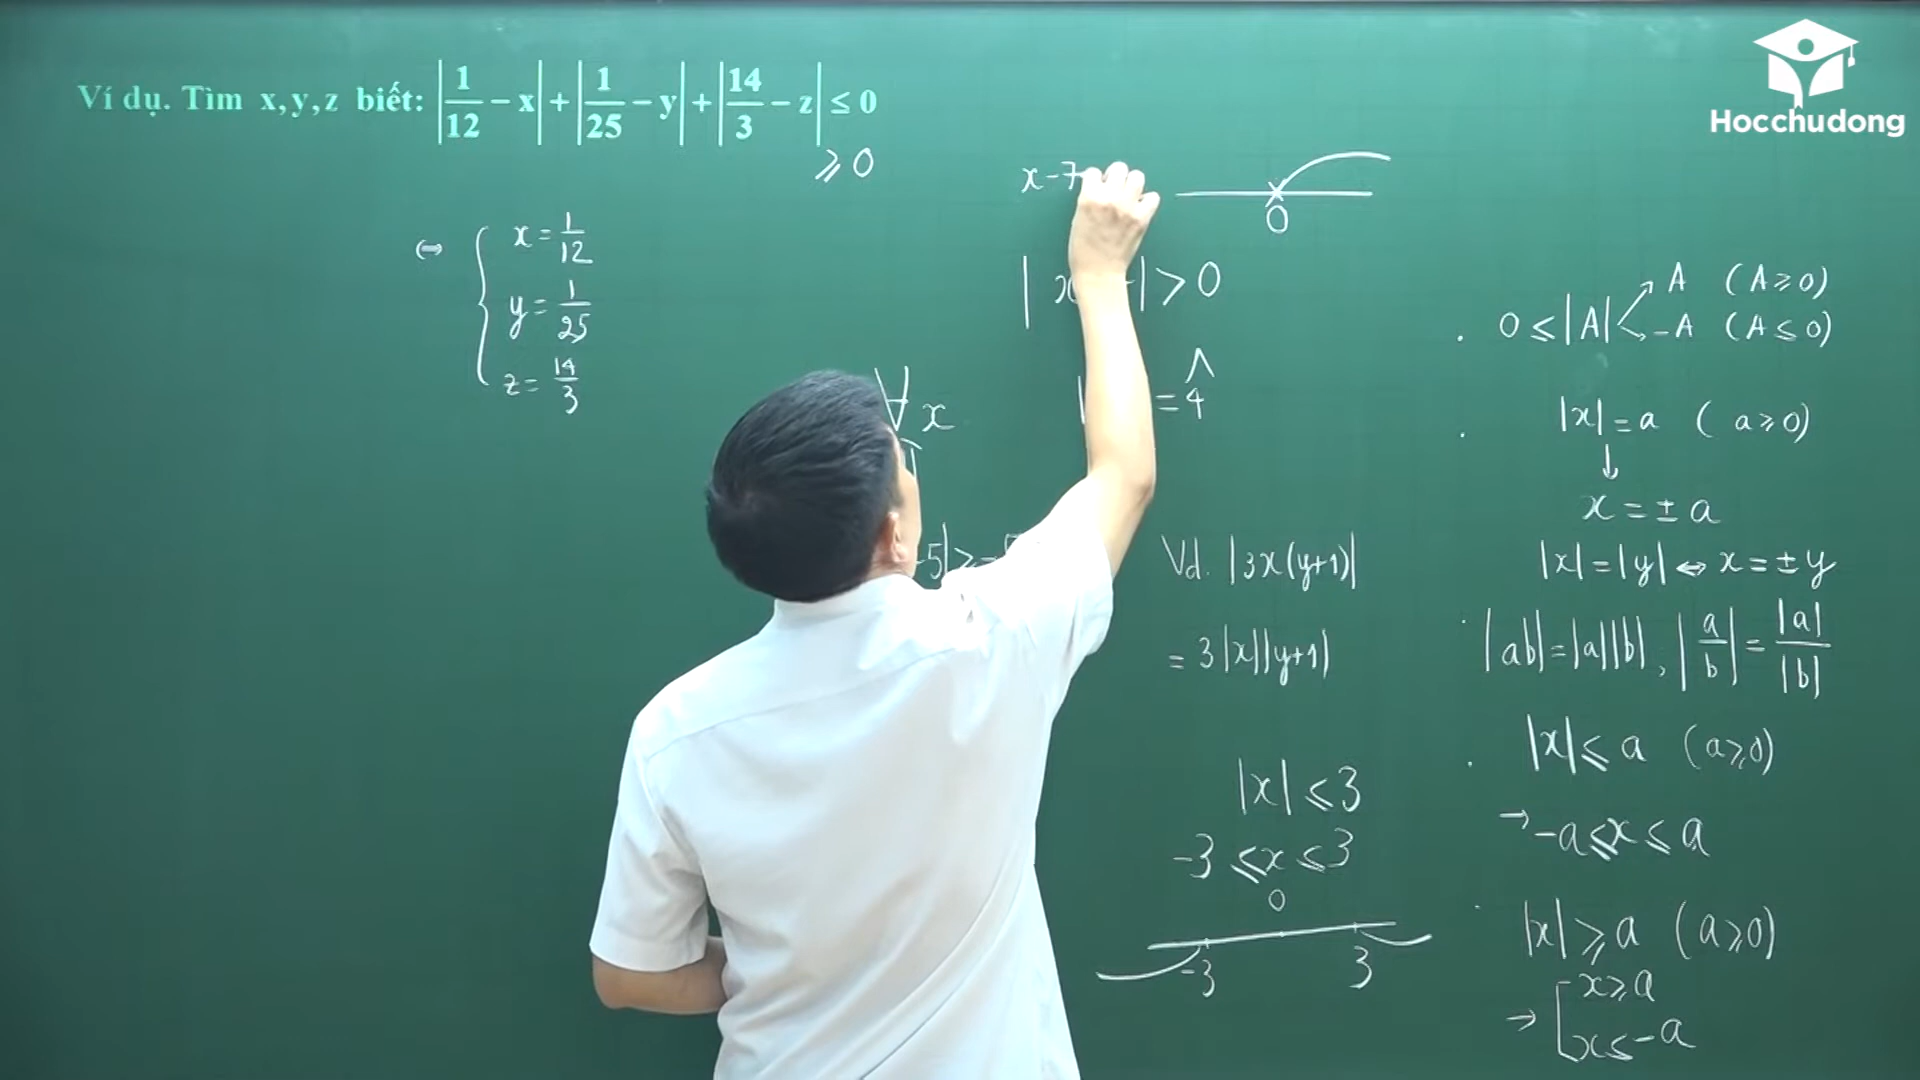 Ví dụ. Tìm x,y,z biết: |1/12 − x| + |1/25 − y| + |14/3 − z| ≤ 0
⩾ 0
⇔ { x = 1/12
y = 1/25
z = 14/3
Hocchudong
x − 7
0
| x | > 0
∀ x
= 4
5| ≥ −
Vd. |3x(y+1)|
= 3|x||y+1|
|x| ⩽ 3
−3 ⩽ x ⩽ 3
0
−3 3
0 ⩽ |A| A (A ⩾ 0)
−A (A ⩽ 0)
|x| = a (a ⩾ 0)
↓
x = ± a
|x| = |y| ⇔ x = ± y
|ab| = |a||b| , |a/b| = |a|/|b|
|x| ⩽ a (a ⩾ 0)
→ −a ⩽ x ⩽ a
|x| ⩾ a (a ⩾ 0)
→ [ x ⩾ a
x ⩽ −a